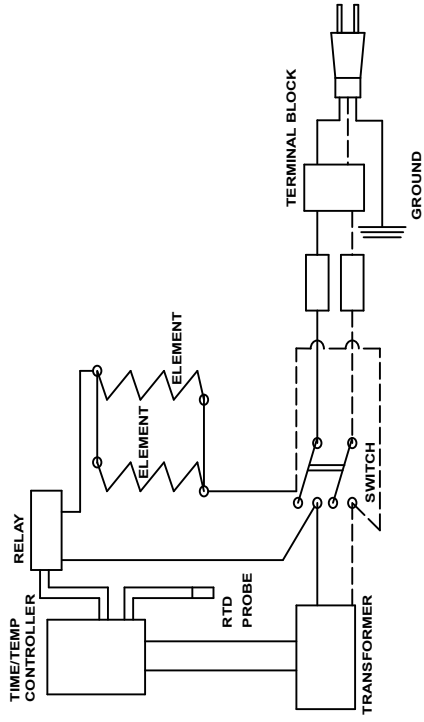 TIME/TEMP
CONTROLLER
RELAY
ELEMENT
ELEMENT
RTD
PROBE
TRANSFORMER
SWITCH
TERMINAL BLOCK
GROUND